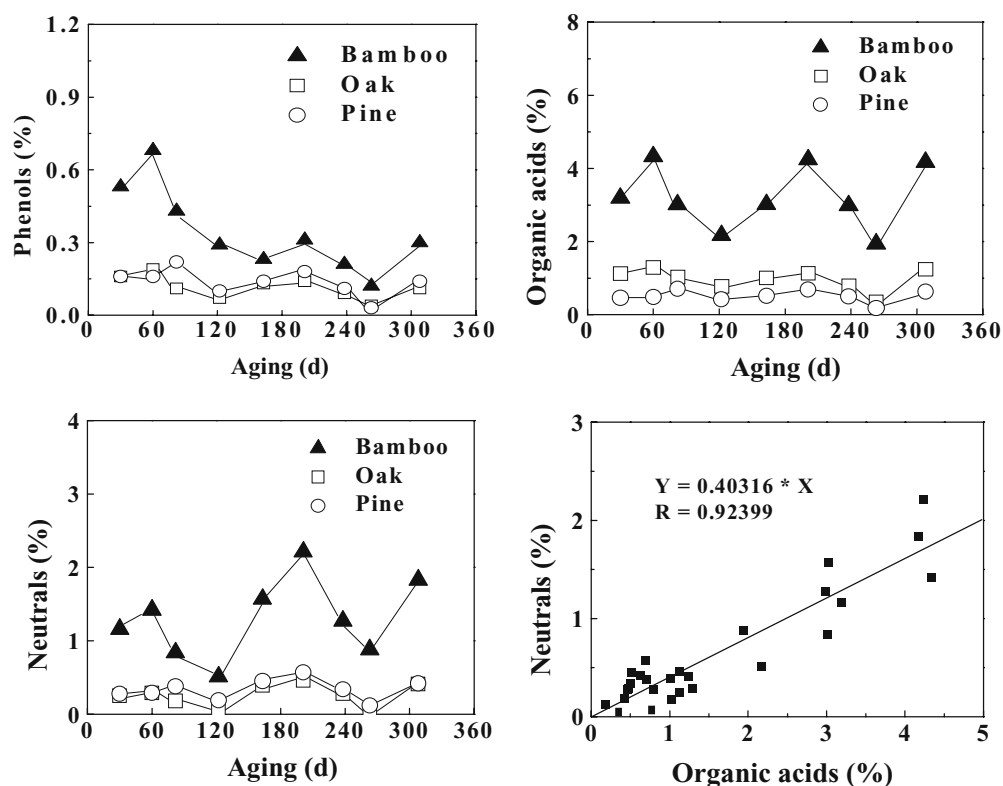 1.2
0.9
0.6
0.3
0.0
Phenols (%)
Bamboo
Oak
Pine
0 60 120 180 240 300 360
Aging (d)
8
6
4
2
0
Organic acids (%)
Bamboo
Oak
Pine
0 60 120 180 240 300 360
Aging (d)
4
3
2
1
0
Neutrals (%)
Bamboo
Oak
Pine
0 60 120 180 240 300 360
Aging (d)
3
2
1
0
Neutrals (%)
Y = 0.40316 * X
R = 0.92399
0 1 2 3 4 5
Organic acids (%)